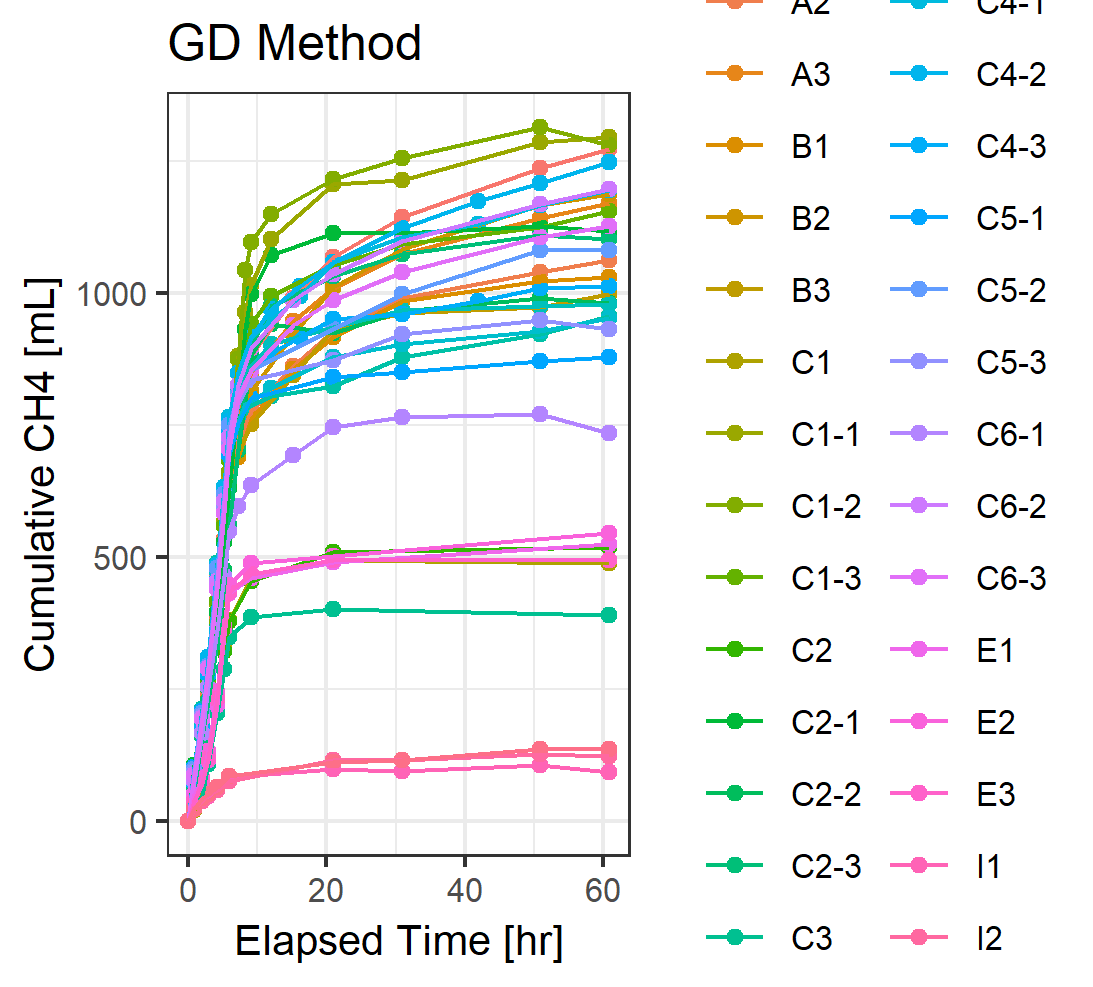 GD Method
Cumulative CH4 [mL]
1000
500
0
0 20 40 60
Elapsed Time [hr]
A2 C4-1
A3 C4-2
B1 C4-3
B2 C5-1
B3 C5-2
C1 C5-3
C1-1 C6-1
C1-2 C6-2
C1-3 C6-3
C2 E1
C2-1 E2
C2-2 E3
C2-3 I1
C3 I2